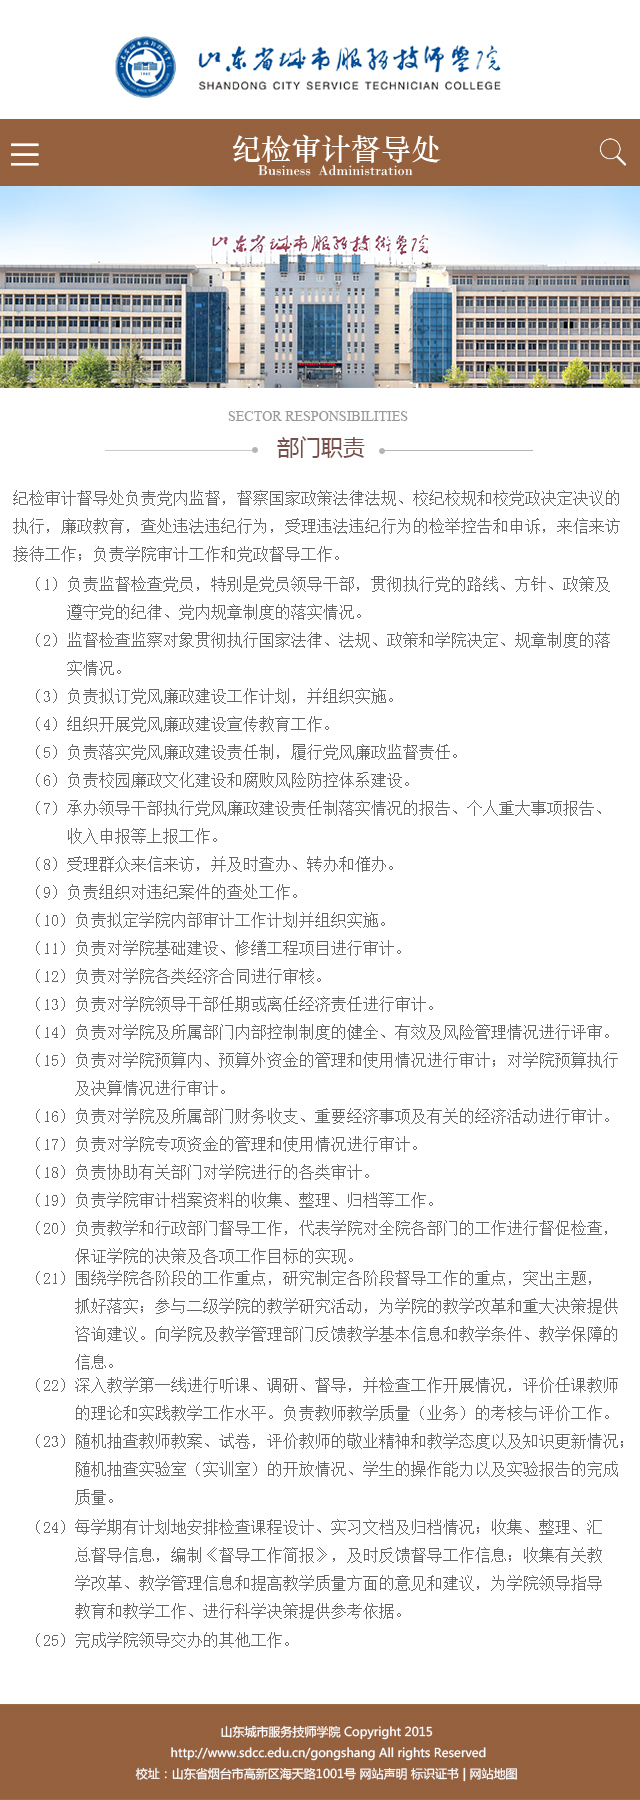 山东省城市服务技师学院
SHANDONG CITY SERVICE TECHNICIAN COLLEGE
纪检审计督导处
Business Administration
山东省城市服务技术学院
SECTOR RESPONSIBILITIES
部门职责
纪检审计督导处负责党内监督，督察国家政策法律法规、校纪校规和校党政决定决议的
执行，廉政教育，查处违法违纪行为，受理违法违纪行为的检举控告和申诉，来信来访
接待工作；负责学院审计工作和党政督导工作。
（1）负责监督检查党员，特别是党员领导干部，贯彻执行党的路线、方针、政策及
遵守党的纪律、党内规章制度的落实情况。
（2）监督检查监察对象贯彻执行国家法律、法规、政策和学院决定、规章制度的落
实情况。
（3）负责拟订党风廉政建设工作计划，并组织实施。
（4）组织开展党风廉政建设宣传教育工作。
（5）负责落实党风廉政建设责任制，履行党风廉政监督责任。
（6）负责校园廉政文化建设和腐败风险防控体系建设。
（7）承办领导干部执行党风廉政建设责任制落实情况的报告、个人重大事项报告、
收入申报等上报工作。
（8）受理群众来信来访，并及时查办、转办和催办。
（9）负责组织对违纪案件的查处工作。
（10）负责拟定学院内部审计工作计划并组织实施。
（11）负责对学院基础建设、修缮工程项目进行审计。
（12）负责对学院各类经济合同进行审核。
（13）负责对学院领导干部任期或离任经济责任进行审计。
（14）负责对学院及所属部门内部控制制度的健全、有效及风险管理情况进行评审。
（15）负责对学院预算内、预算外资金的管理和使用情况进行审计；对学院预算执行
及决算情况进行审计。
（16）负责对学院及所属部门财务收支、重要经济事项及有关的经济活动进行审计。
（17）负责对学院专项资金的管理和使用情况进行审计。
（18）负责协助有关部门对学院进行的各类审计。
（19）负责学院审计档案资料的收集、整理、归档等工作。
（20）负责教学和行政部门督导工作，代表学院对全院各部门的工作进行督促检查，
保证学院的决策及各项工作目标的实现。
（21）围绕学院各阶段的工作重点，研究制定各阶段督导工作的重点，突出主题，
抓好落实；参与二级学院的教学研究活动，为学院的教学改革和重大决策提供
咨询建议。向学院及教学管理部门反馈教学基本信息和教学条件、教学保障的
信息。
（22）深入教学第一线进行听课、调研、督导，并检查工作开展情况，评价任课教师
的理论和实践教学工作水平。负责教师教学质量（业务）的考核与评价工作。
（23）随机抽查教师教案、试卷，评价教师的敬业精神和教学态度以及知识更新情况；
随机抽查实验室（实训室）的开放情况、学生的操作能力以及实验报告的完成
质量。
（24）每学期有计划地安排检查课程设计、实习文档及归档情况；收集、整理、汇
总督导信息，编制《督导工作简报》，及时反馈督导工作信息；收集有关教
学改革、教学管理信息和提高教学质量方面的意见和建议，为学院领导指导
教育和教学工作、进行科学决策提供参考依据。
（25）完成学院领导交办的其他工作。
山东城市服务技师学院 Copyright 2015
http://www.sdcc.edu.cn/gongshang All rights Reserved
校址：山东省烟台市高新区海天路1001号 网站声明 标识证书 | 网站地图